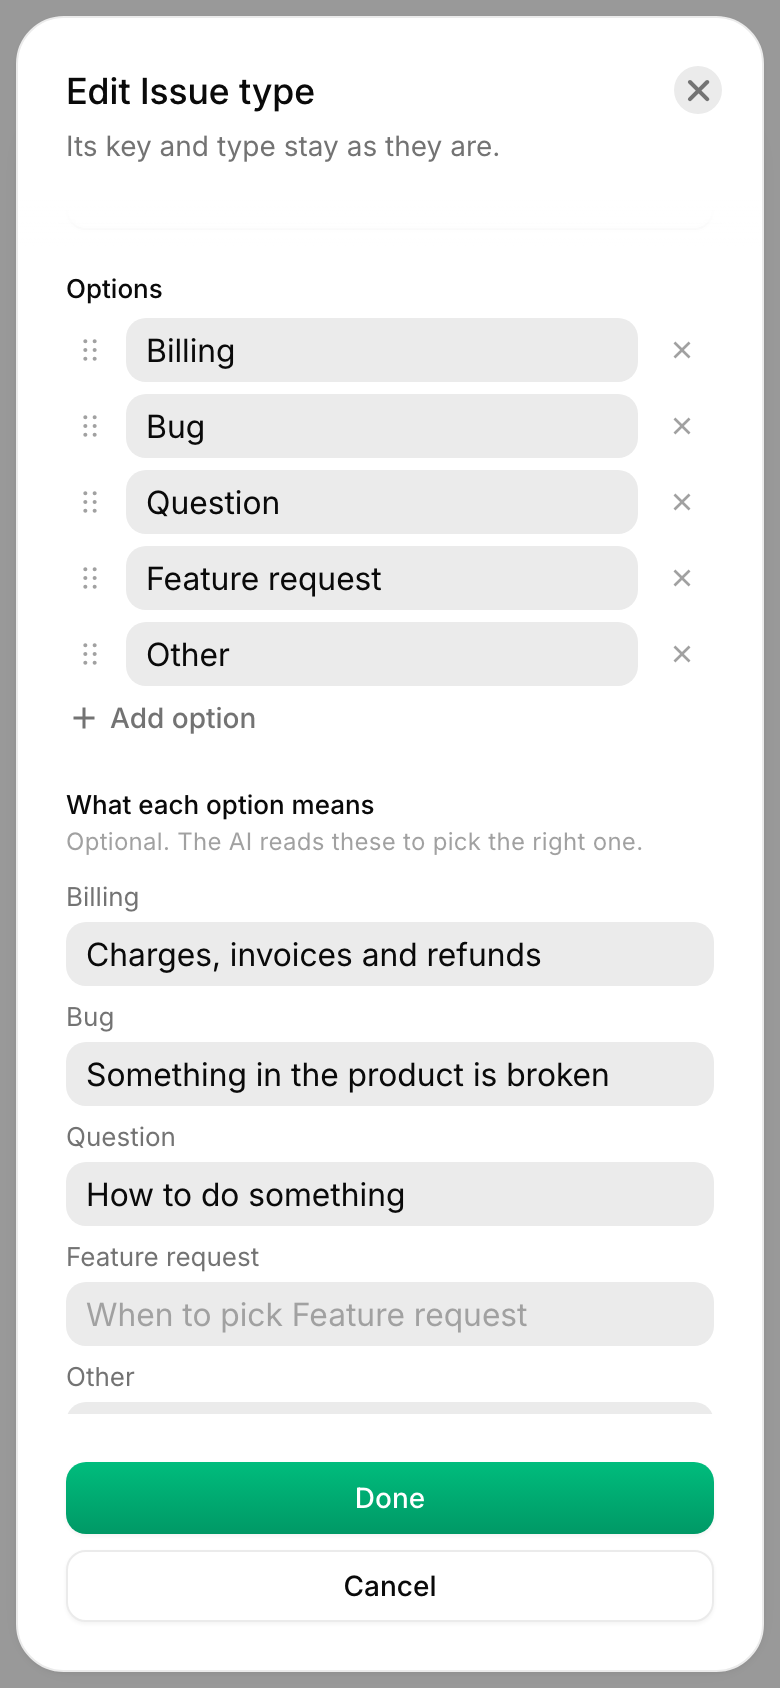 Edit Issue type
Its key and type stay as they are.
Options
Billing
Bug
Question
Feature request
Other
Add option
What each option means
Optional. The AI reads these to pick the right one.
Billing
Charges, invoices and refunds
Bug
Something in the product is broken
Question
How to do something
Feature request
When to pick Feature request
Other
Done
Cancel